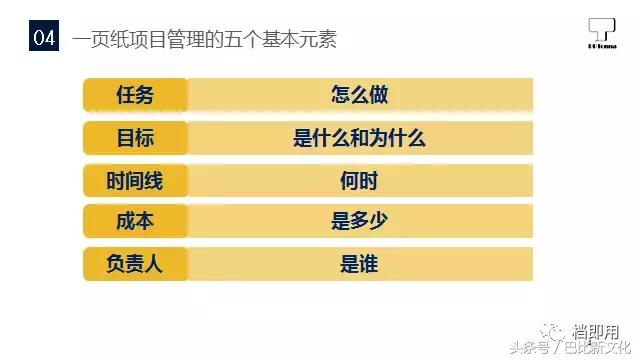 04 一页纸项目管理的五个基本元素
任务 怎么做
目标 是什么和为什么
时间线 何时
成本 是多少
负责人 是谁
档即用
头条号 / 巴比新文化